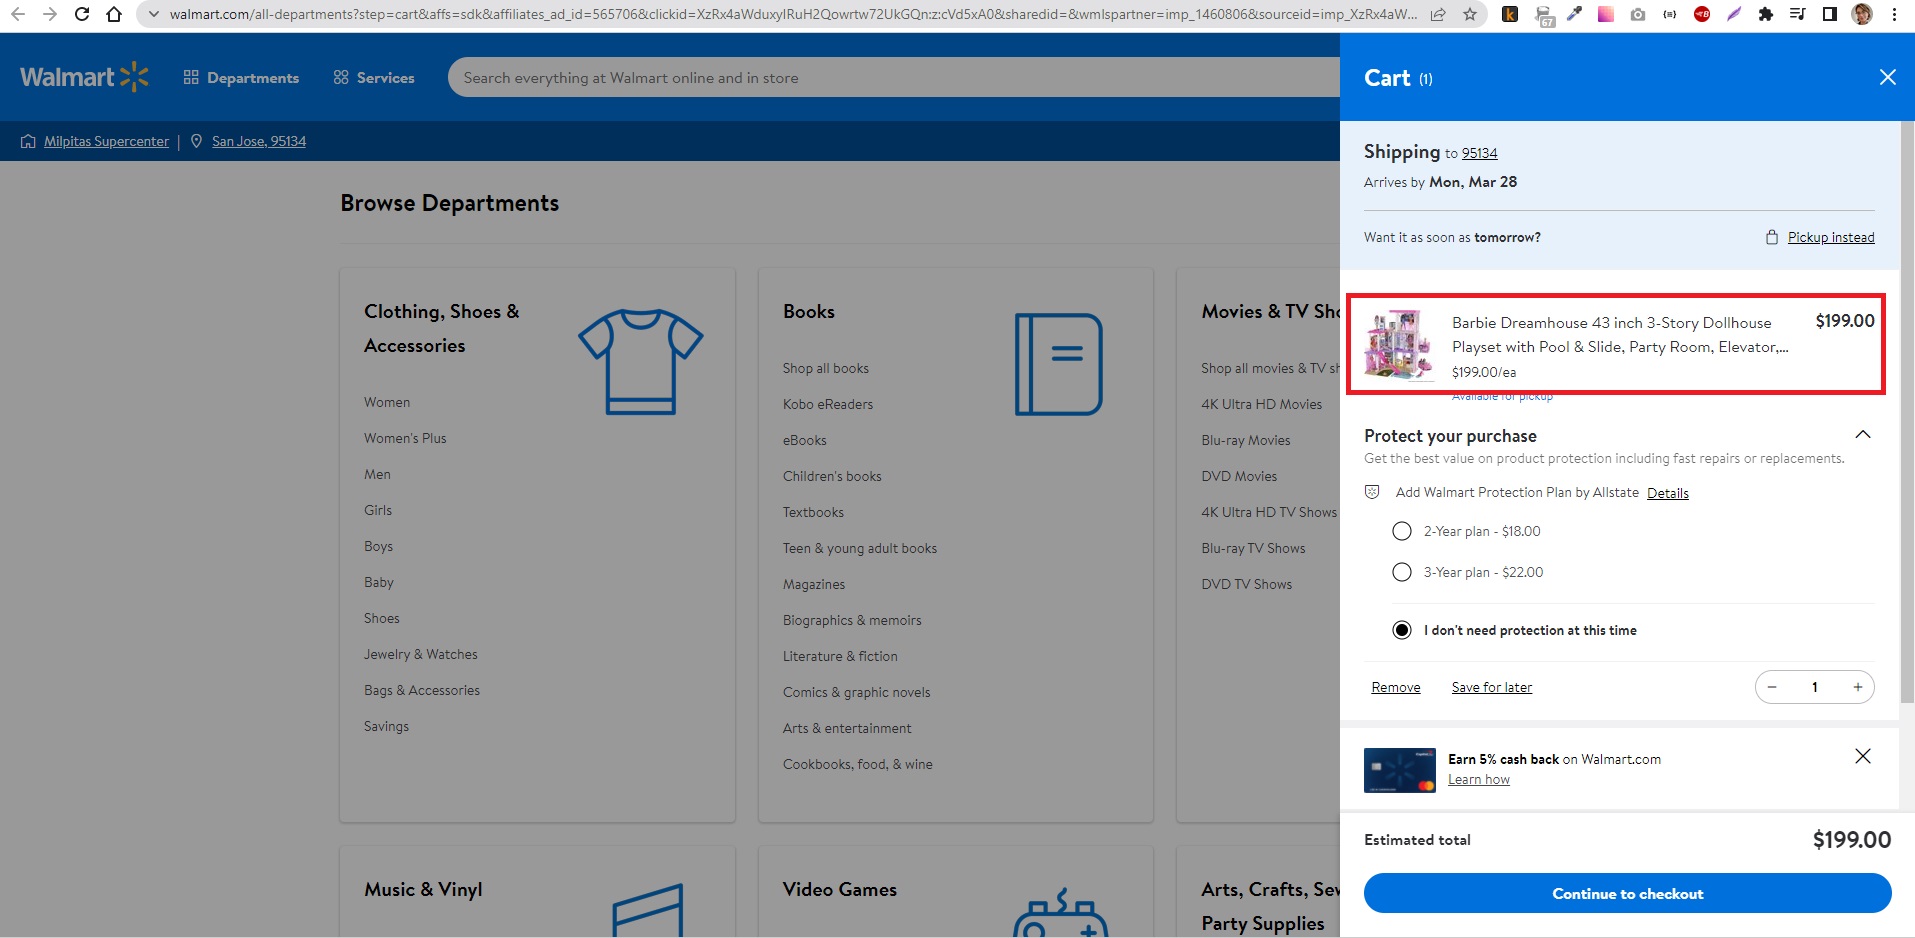 walmart.com/all-departments?step=cart&affs=sdk&affiliates_ad_id=565706&clickid=XzRx4aWduxyIRuH2Qowrtw72UkGQn:z:cVd5xA0&sharedid=&wmlspartner=imp_1460806&sourceid=imp_XzRx4aW...
67
Walmart
Departments
Services
Search everything at Walmart online and in store
Milpitas Supercenter |
San Jose, 95134
Browse Departments
Clothing, Shoes &
Accessories
Women
Women's Plus
Men
Girls
Boys
Baby
Shoes
Jewelry & Watches
Bags & Accessories
Savings
Books
Shop all books
Kobo eReaders
eBooks
Children's books
Textbooks
Teen & young adult books
Magazines
Biographies & memoirs
Literature & fiction
Comics & graphic novels
Arts & entertainment
Cookbooks, food, & wine
Movies & TV Sho
Shop all movies & TV sh
4K Ultra HD Movies
Blu-ray Movies
DVD Movies
4K Ultra HD TV Shows
Blu-ray TV Shows
DVD TV Shows
Music & Vinyl
Video Games
Arts, Crafts, Sew
Party Supplies
Cart (1)
Shipping to 95134
Arrives by Mon, Mar 28
Want it as soon as tomorrow?
Pickup instead
Barbie Dreamhouse 43 inch 3-Story Dollhouse
Playset with Pool & Slide, Party Room, Elevator,...
$199.00
$199.00/ea
Available for pickup
Protect your purchase
Get the best value on product protection including fast repairs or replacements.
Add Walmart Protection Plan by Allstate Details
2-Year plan - $18.00
3-Year plan - $22.00
I don't need protection at this time
Remove
Save for later
− 1 +
Earn 5% cash back on Walmart.com
Learn how
Estimated total
$199.00
Continue to checkout